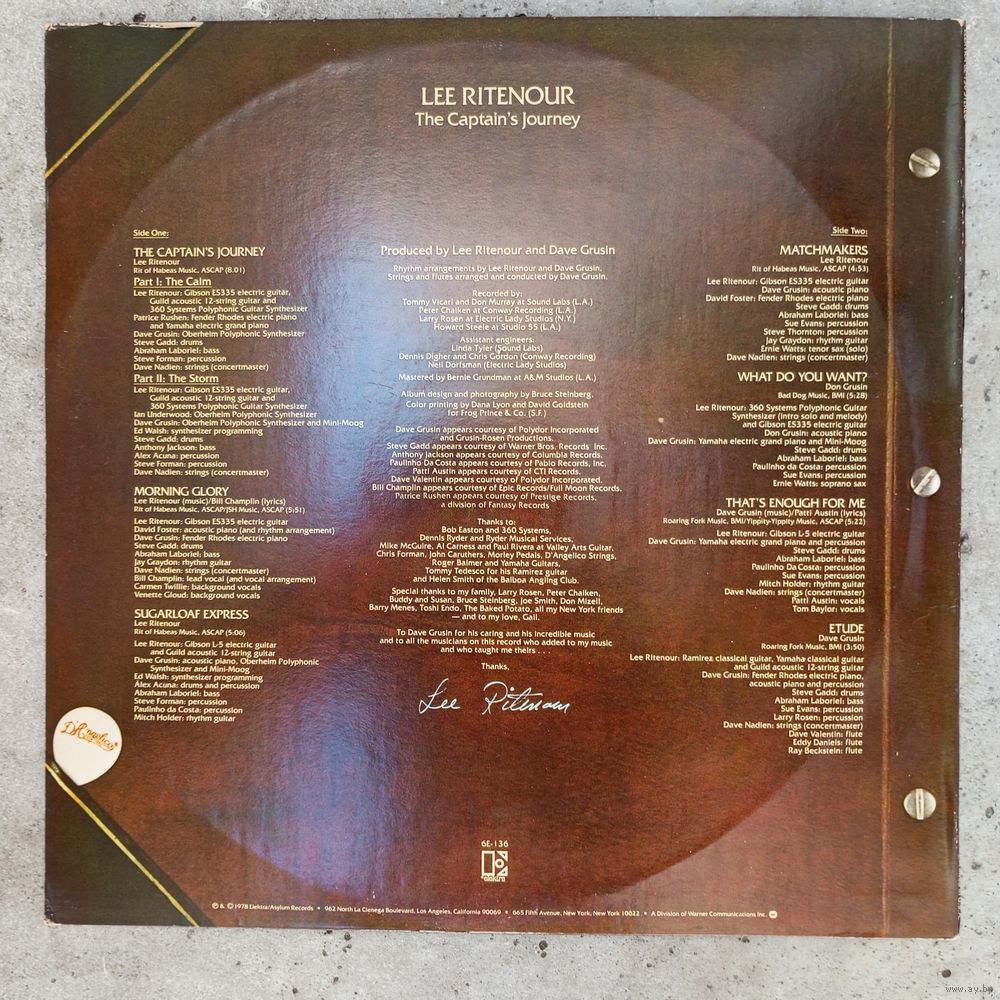 LEE RITENOUR
The Captain's Journey
Side One:
THE CAPTAIN'S JOURNEY
Lee Ritenour
Rit of Habeas Music, ASCAP (8.01)
Part I: The Calm
Lee Ritenour: Gibson ES335 electric guitar,
Guild acoustic 12-string guitar and
360 Systems Polyphonic Guitar Synthesizer
Patrice Rushen: Fender Rhodes electric piano
and Yamaha electric grand piano
Dave Grusin: Oberheim Polyphonic Synthesizer
Steve Gadd: drums
Abraham Laboriel: bass
Steve Forman: percussion
Dave Nadien: strings (concertmaster)
Part II: The Storm
Lee Ritenour: Gibson ES335 electric guitar,
Guild acoustic 12-string guitar and
360 Systems Polyphonic Guitar Synthesizer
Ian Underwood: Oberheim Polyphonic Synthesizer
Dave Grusin: Oberheim Polyphonic Synthesizer and Mini-Moog
Ed Walsh: synthesizer programming
Steve Gadd: drums
Anthony Jackson: bass
Alex Acuna: percussion
Steve Forman: percussion
Dave Nadien: strings (concertmaster)
MORNING GLORY
Lee Ritenour (music)/Bill Champlin (lyrics)
Rit of Habeas Music, ASCAP/JSH Music, ASCAP (5:51)
Lee Ritenour: Gibson ES335 electric guitar
David Foster: acoustic piano (and rhythm arrangement)
Dave Grusin: Fender Rhodes electric piano
Steve Gadd: drums
Abraham Laboriel: bass
Jay Graydon: rhythm guitar
Dave Nadien: strings (concertmaster)
Bill Champlin: lead vocal (and vocal arrangement)
Carmen Twillie: background vocals
Venette Gloud: background vocals
SUGARLOAF EXPRESS
Lee Ritenour
Rit of Habeas Music, ASCAP (5:06)
Lee Ritenour: Gibson L-5 electric guitar
and Guild acoustic 12-string guitar
Dave Grusin: acoustic piano, Oberheim Polyphonic
Synthesizer and Mini-Moog
Ed Walsh: synthesizer programming
Alex Acuna: drums and percussion
Abraham Laboriel: bass
Steve Forman: percussion
Paulinho da Costa: percussion
Mitch Holder: rhythm guitar
D'Angelico
Produced by Lee Ritenour and Dave Grusin
Rhythm arrangements by Lee Ritenour and Dave Grusin.
Strings and Flutes arranged and conducted by Dave Grusin.
Recorded by:
Tommy Vicari and Don Murray at Sound Labs (L.A.)
Peter Chaiken at Conway Recording (L.A.)
Larry Rosen at Electric Lady Studios (N.Y.)
Howard Steele at Studio 55 (L.A.)
Assistant engineers:
Linda Tyler (Sound Labs)
Dennis Digher and Chris Gordon (Conway Recording)
Neil Dorfsman (Electric Lady Studios)
Mastered by Bernie Grundman at A&M Studios (L.A.)
Album design and photography by Bruce Steinberg.
Color printing by Dana Lyon and David Goldstein
for Frog Prince & Co. (S.F.)
Dave Grusin appears courtesy of Polydor Incorporated
and Grusin-Rosen Productions.
Steve Gadd appears courtesy of Warner Bros. Records Inc.
Anthony Jackson appears courtesy of Columbia Records.
Paulinho Da Costa appears courtesy of Pablo Records, Inc.
Patti Austin appears courtesy of CTI Records.
Dave Valentin appears courtesy of Polydor Incorporated.
Bill Champlin appears courtesy of Epic Records/Full Moon Records.
Patrice Rushen appears courtesy of Prestige Records,
a division of Fantasy Records
Thanks to:
Bob Easton and 360 Systems,
Dennis Ryder and Ryder Musical Services,
Mike McGuire, Al Carness and Paul Rivera at Valley Arts Guitar,
Chris Forman, John Caruthers, Morley Pedals, D'Angelico Strings,
Roger Balmer and Yamaha Guitars,
Tommy Tedesco for his Ramirez guitar
and Helen Smith of the Balboa Angling Club.
Special thanks to my family, Larry Rosen, Peter Chaiken,
Buddy and Susan, Bruce Steinberg, Joe Smith, Don Mizell,
Barry Menes, Toshi Endo, The Baked Potato, all my New York friends
— and to my love, Gail.
To Dave Grusin for his caring and his incredible music
and to all the musicians on this record who added to my music
and who taught me theirs . . .
Thanks,
Lee Ritenour
Side Two:
MATCHMAKERS
Lee Ritenour
Rit of Habeas Music, ASCAP (4:53)
Lee Ritenour: Gibson ES335 electric guitar
Dave Grusin: acoustic piano
David Foster: Fender Rhodes electric piano
Steve Gadd: drums
Abraham Laboriel: bass
Sue Evans: percussion
Steve Thornton: percussion
Jay Graydon: rhythm guitar
Ernie Watts: tenor sax (solo)
Dave Nadien: strings (concertmaster)
WHAT DO YOU WANT?
Don Grusin
Bad Dog Music, BMI (5:28)
Lee Ritenour: 360 Systems Polyphonic Guitar
Synthesizer (intro solo and melody)
and Gibson ES335 electric guitar
Don Grusin: acoustic piano
Dave Grusin: Yamaha electric grand piano and Mini-Moog
Steve Gadd: drums
Abraham Laboriel: bass
Paulinho da Costa: percussion
Sue Evans: percussion
Ernie Watts: soprano sax
THAT'S ENOUGH FOR ME
Dave Grusin (music)/Patti Austin (lyrics)
Roaring Fork Music, BMI/Yippity-Yippity Music, ASCAP (5:22)
Lee Ritenour: Gibson L-5 electric guitar
Dave Grusin: Yamaha electric grand piano and percussion
Steve Gadd: drums
Abraham Laboriel: bass
Paulinho Da Costa: percussion
Sue Evans: percussion
Mitch Holder: rhythm guitar
Dave Nadien: strings (concertmaster)
Patti Austin: vocals
Tom Baylor: vocals
ETUDE
Dave Grusin
Roaring Fork Music, BMI (3:50)
Lee Ritenour: Ramirez classical guitar, Yamaha classical guitar
and Guild acoustic 12-string guitar
Dave Grusin: Fender Rhodes electric piano,
acoustic piano and percussion
Steve Gadd: drums
Abraham Laboriel: bass
Sue Evans: percussion
Larry Rosen: percussion
Dave Nadien: strings (concertmaster)
Dave Valentin: flute
Eddy Daniels: flute
Ray Beckstein: flute
6E-136
elektra
℗ & © 1978 Elektra/Asylum Records • 962 North La Cienega Boulevard, Los Angeles, California 90069 • 665 Fifth Avenue, New York, New York 10022 • A Division of Warner Communications Inc.
www.ay.by